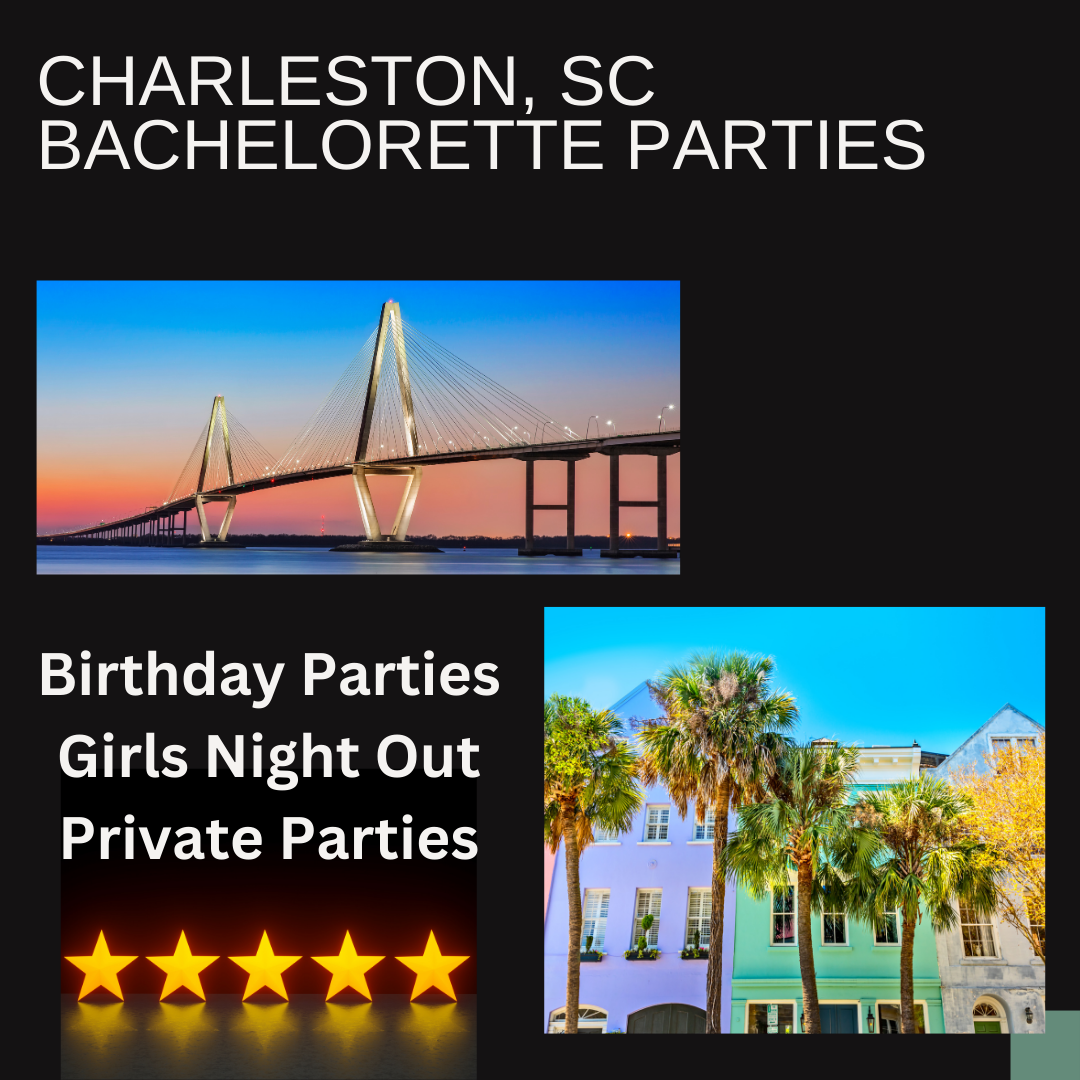 CHARLESTON, SC
BACHELORETTE PARTIES
Birthday Parties
Girls Night Out
Private Parties